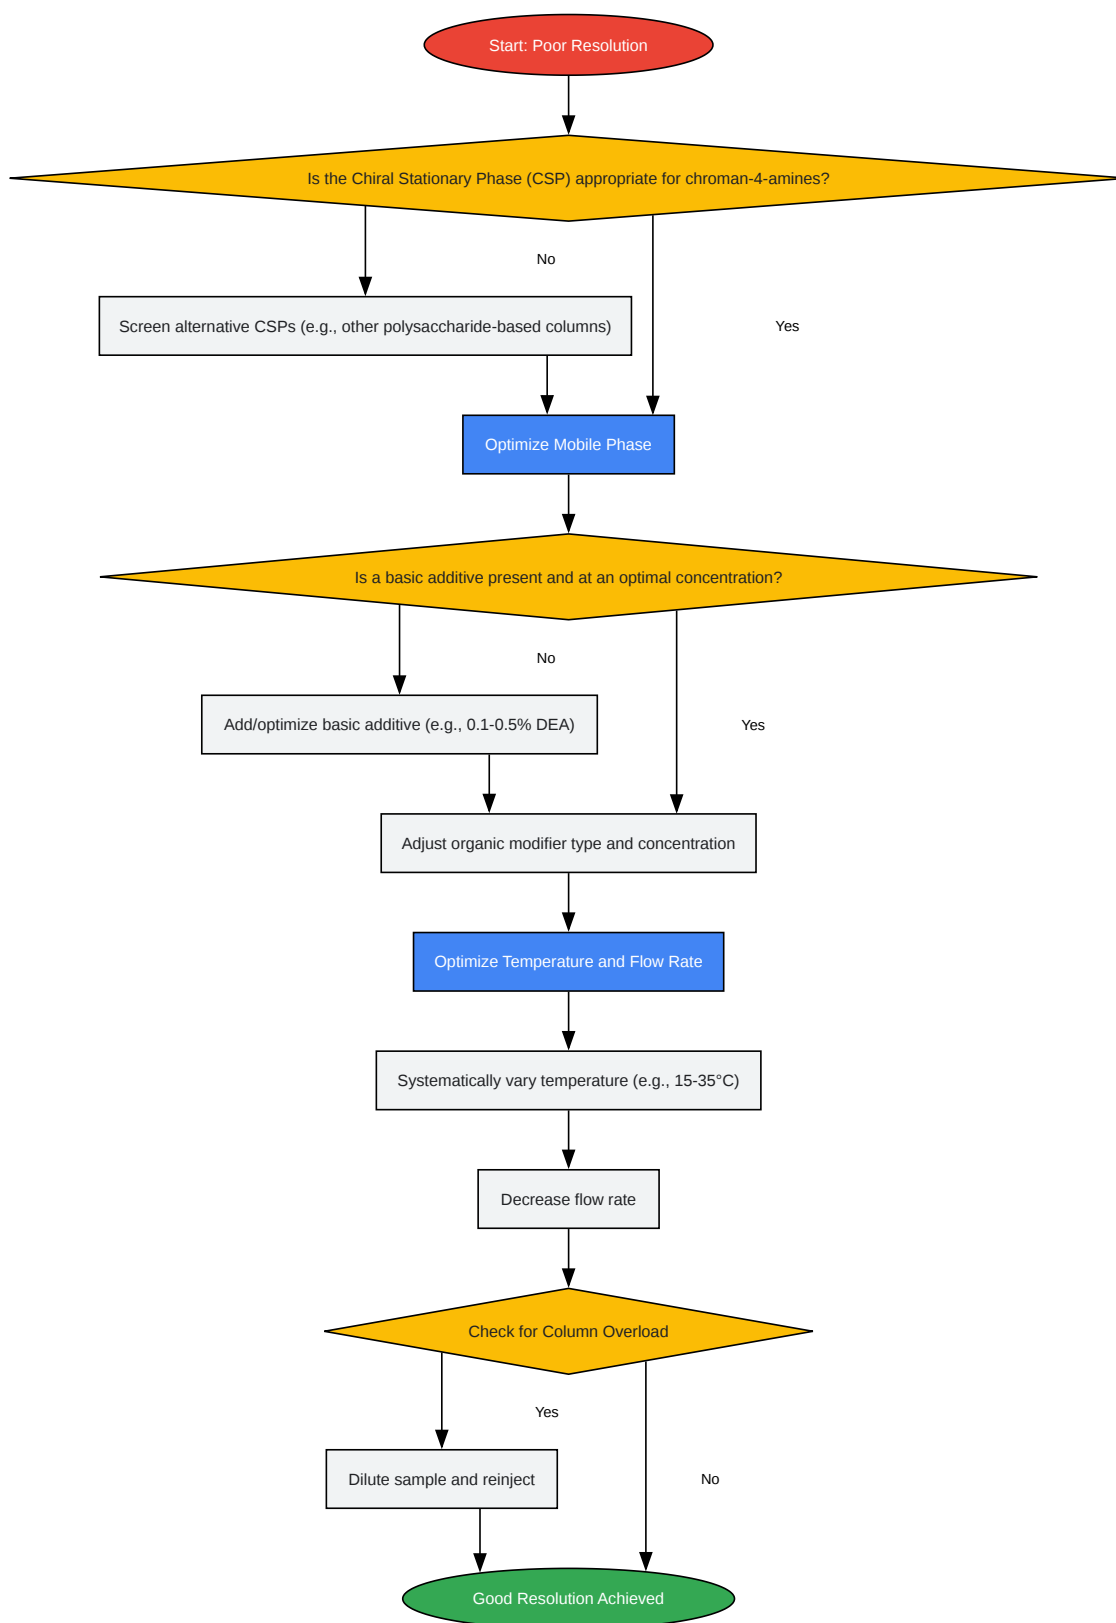 Start: Poor Resolution
Is the Chiral Stationary Phase (CSP) appropriate for chroman-4-amines?
No
Screen alternative CSPs (e.g., other polysaccharide-based columns)
Yes
Optimize Mobile Phase
Is a basic additive present and at an optimal concentration?
No
Add/optimize basic additive (e.g., 0.1-0.5% DEA)
Yes
Adjust organic modifier type and concentration
Optimize Temperature and Flow Rate
Systematically vary temperature (e.g., 15-35°C)
Decrease flow rate
Check for Column Overload
Yes
Dilute sample and reinject
No
Good Resolution Achieved